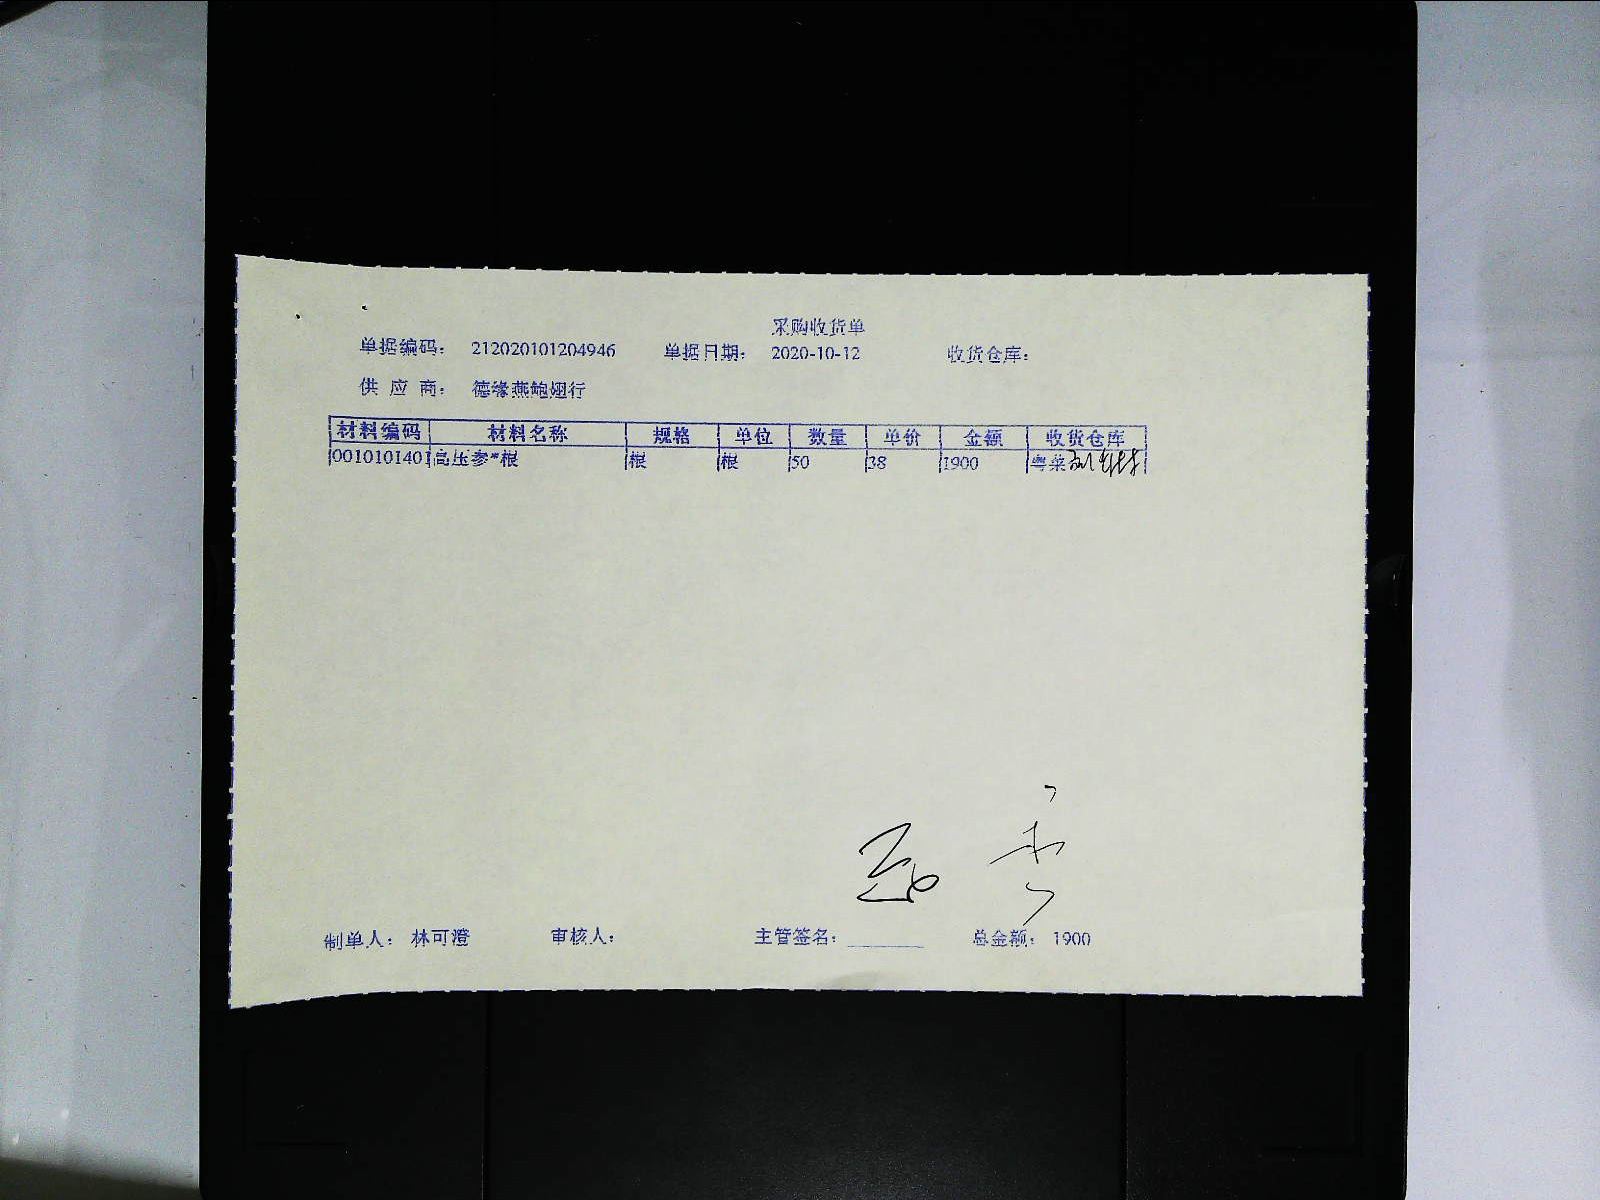 采购收货单
单据编码： 212020101204946 单据日期： 2020-10-12 收货仓库：
供 应 商： 德缘燕鲍翅行
材料编码 材料名称 规格 单位 数量 单价 金额 收货仓库
0010101401 高压参*根 根 根 50 38 1900 粤菜
制单人： 林可澄 审核人： 主管签名： 总金额： 1900